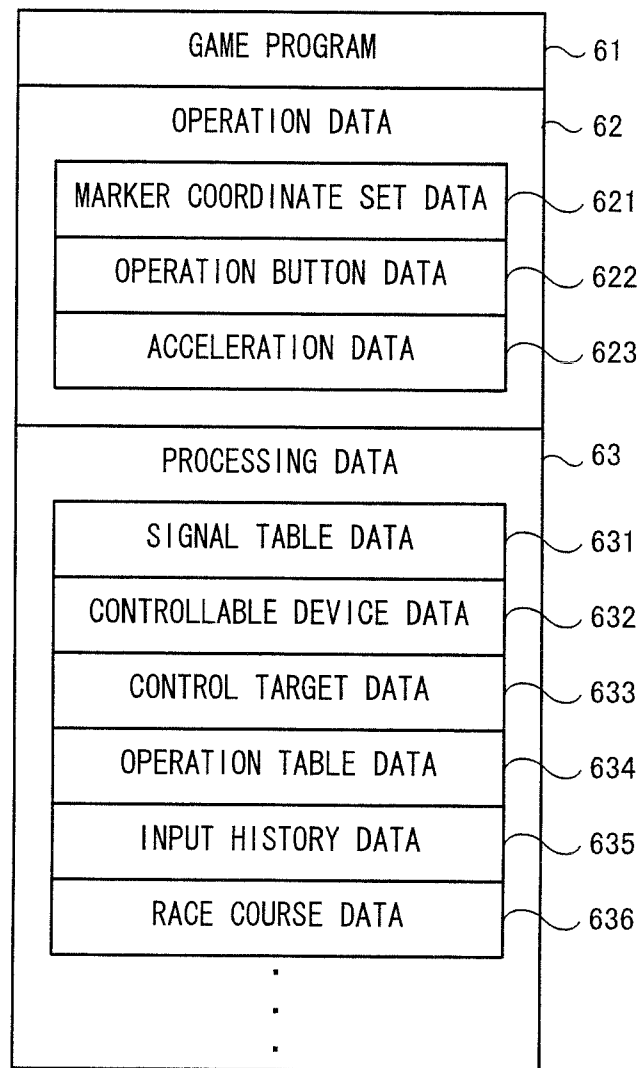 GAME PROGRAM 61
OPERATION DATA 62
MARKER COORDINATE SET DATA 621
OPERATION BUTTON DATA 622
ACCELERATION DATA 623
PROCESSING DATA 63
SIGNAL TABLE DATA 631
CONTROLLABLE DEVICE DATA 632
CONTROL TARGET DATA 633
OPERATION TABLE DATA 634
INPUT HISTORY DATA 635
RACE COURSE DATA 636